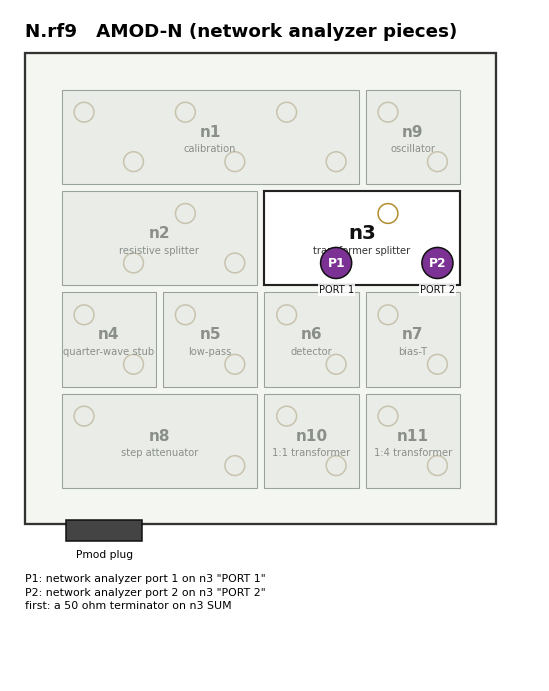 N.rf9 AMOD-N (network analyzer pieces)
n1
calibration
n9
oscillator
n2
resistive splitter
n3
transformer splitter
P1
P2
PORT 1
PORT 2
n4
quarter-wave stub
n5
low-pass
n6
detector
n7
bias-T
n8
step attenuator
n10
1:1 transformer
n11
1:4 transformer
Pmod plug
P1: network analyzer port 1 on n3 "PORT 1"
P2: network analyzer port 2 on n3 "PORT 2"
first: a 50 ohm terminator on n3 SUM